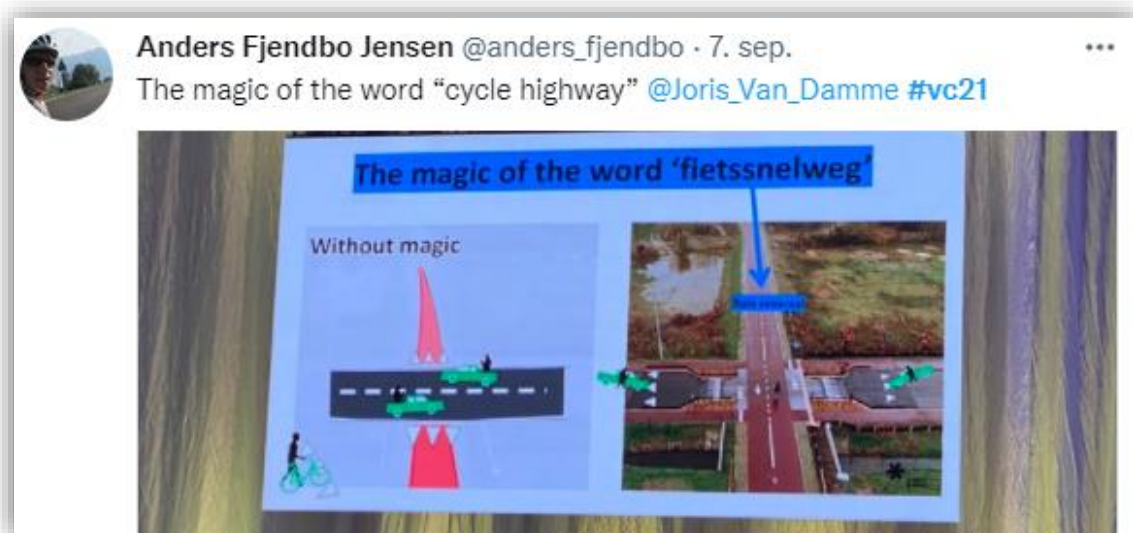 Anders Fjendbo Jensen @anders_fjendbo · 7. sep.
The magic of the word “cycle highway” @Joris_Van_Damme #vc21
The magic of the word ‘fietssnelweg’
Without magic